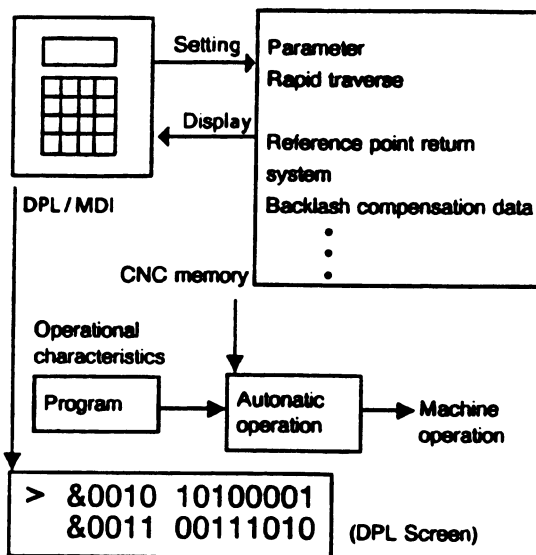 Setting
Parameter
Rapid traverse
Display
Reference point return
system
Backlash compensation data
DPL / MDI
CNC memory
Operational
characteristics
Program
Automatic
operation
Machine
operation
> &0010 10100001
&0011 00111010
(DPL Screen)